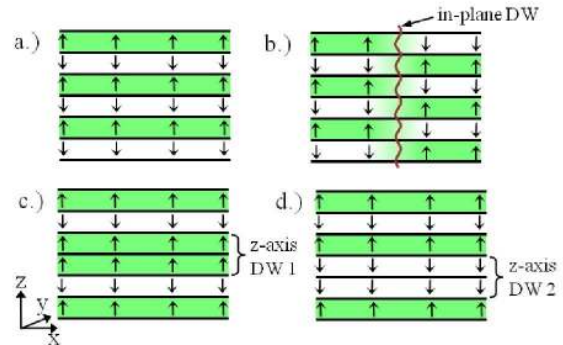 a.)
b.)
in-plane DW
c.)
z-axis
DW 1
d.)
z-axis
DW 2
z
y
x